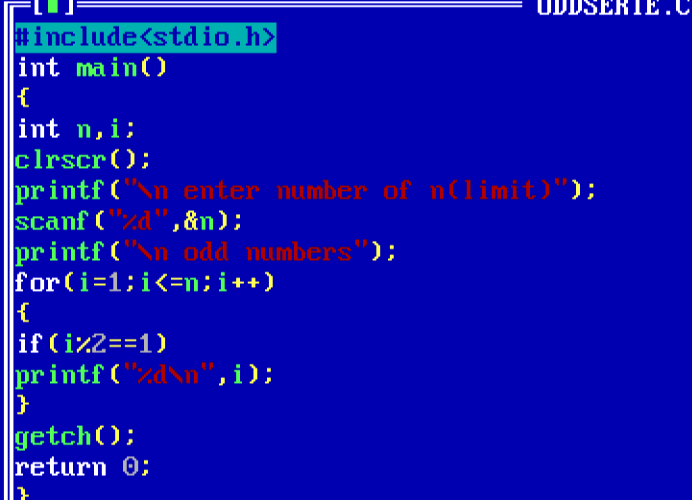 ODDSERIE.C
#include<stdio.h>
int main()
{
int n,i;
clrscr();
printf("\n enter number of n(limit)");
scanf("%d",&n);
printf("\n odd numbers");
for(i=1;i<=n;i++)
{
if(i%2==1)
printf("%d\n",i);
}
getch();
return 0;
}